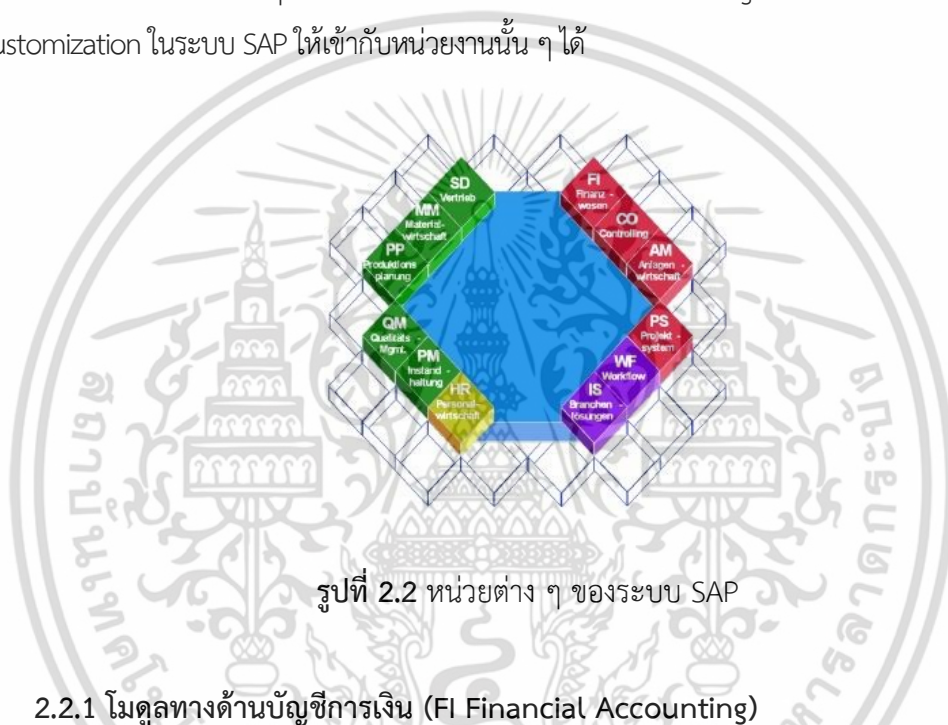 ustomization ในระบบ SAP ให้เข้ากับหน่วยงานนั้น ๆ ได้
SD
Vertrieb
MM
Material-
wirtschaft
PP
Produktions
planung
QM
Qualitäts -
Mgmt.
PM
Instand -
haltung
HR
Personal-
wirtschaft
FI
Finanz -
wesen
CO
Controlling
AM
Anlagen -
wirtschaft
PS
Projekt -
system
WF
Workflow
IS
Branchen -
lösungen
รูปที่ 2.2 หน่วยต่าง ๆ ของระบบ SAP
2.2.1 โมดูลทางด้านบัญชีการเงิน (FI Financial Accounting)